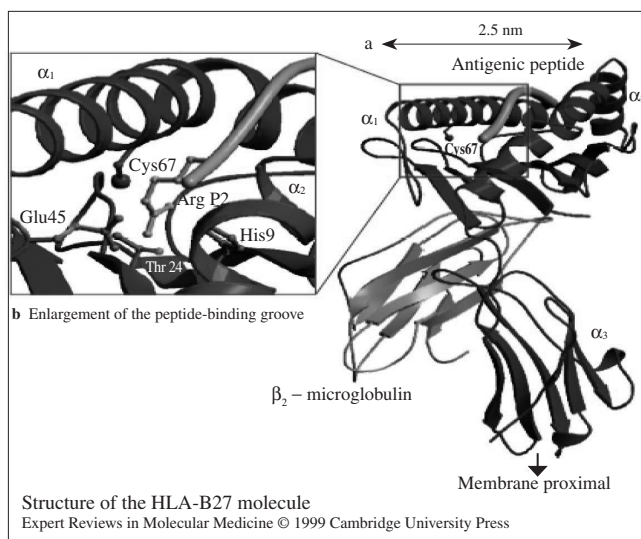 a
2.5 nm
Antigenic peptide
α1
α
Cys67
α1
Cys67
Arg P2
α2
Glu45
His9
Thr 24
b Enlargement of the peptide-binding groove
α3
β2 – microglobulin
Membrane proximal
Structure of the HLA-B27 molecule
Expert Reviews in Molecular Medicine © 1999 Cambridge University Press